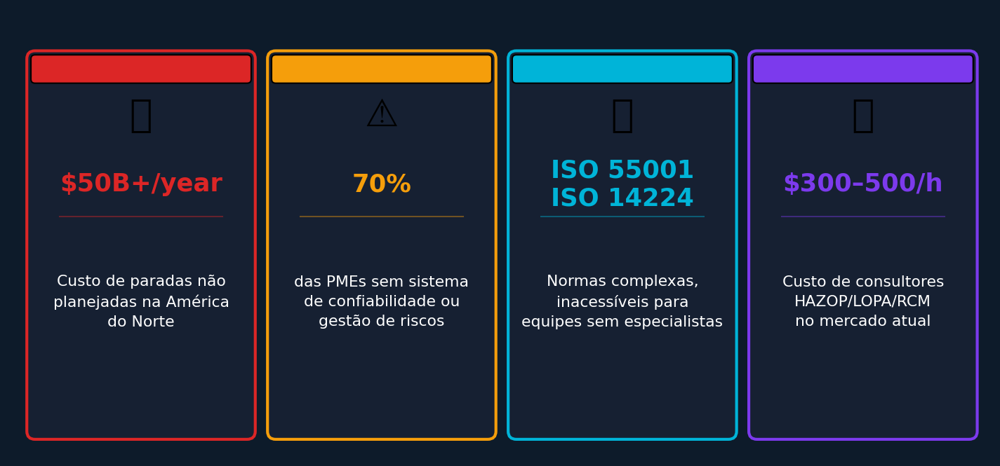 ⚠
$50B+/year
Custo de paradas não
planejadas na América
do Norte
70%
das PMEs sem sistema
de confiabilidade ou
gestão de riscos
ISO 55001
ISO 14224
Normas complexas,
inacessíveis para
equipes sem especialistas
$300–500/h
Custo de consultores
HAZOP/LOPA/RCM
no mercado atual